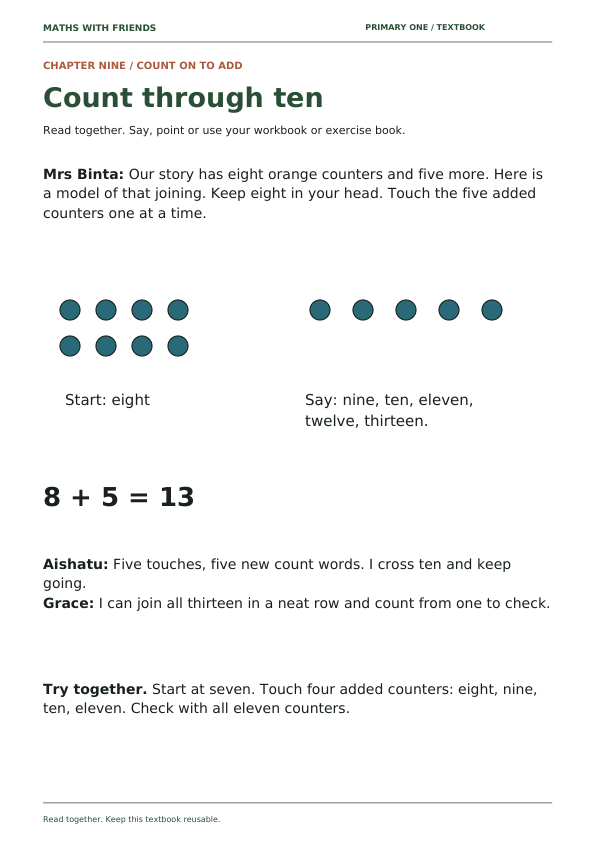 MATHS WITH FRIENDS
PRIMARY ONE / TEXTBOOK
CHAPTER NINE / COUNT ON TO ADD
Count through ten
Read together. Say, point or use your workbook or exercise book.
Mrs Binta: Our story has eight orange counters and five more. Here is
a model of that joining. Keep eight in your head. Touch the five added
counters one at a time.
Start: eight
Say: nine, ten, eleven,
twelve, thirteen.
8 + 5 = 13
Aishatu: Five touches, five new count words. I cross ten and keep
going.
Grace: I can join all thirteen in a neat row and count from one to check.
Try together. Start at seven. Touch four added counters: eight, nine,
ten, eleven. Check with all eleven counters.
Read together. Keep this textbook reusable.